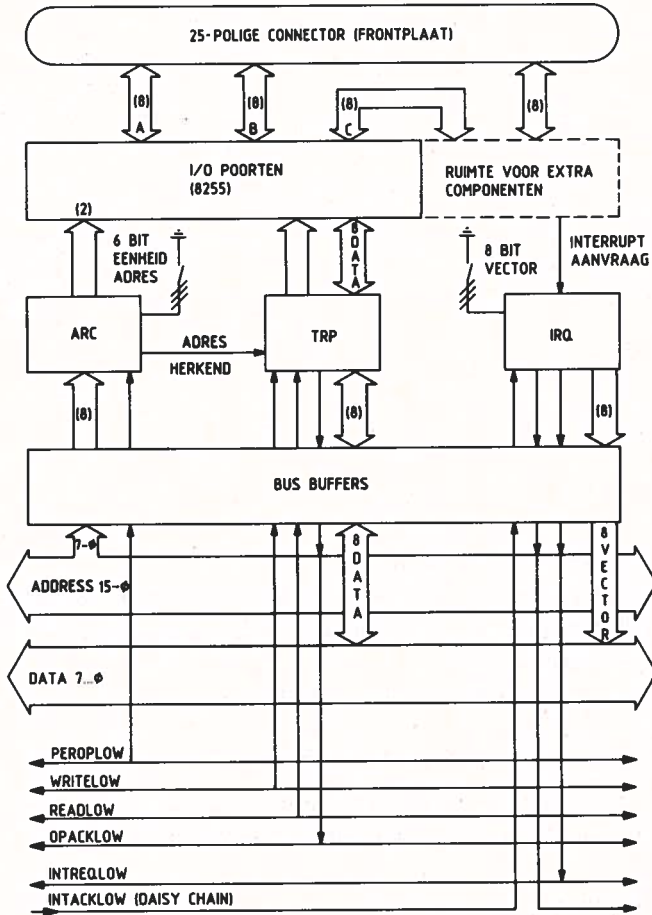 25-POLIGE CONNECTOR (FRONTPLAAT)
(8)
A
(8)
B
(8)
C
(8)
I/O POORTEN
(8255)
RUIMTE VOOR EXTRA
COMPONENTEN
(2)
6 BIT
EENHEID
ADRES
8 DATA
8 BIT
VECTOR
INTERRUPT
AANVRAAG
ARC
ADRES
HERKEND
TRP
IRQ
(8)
(8)
(8)
BUS BUFFERS
7-0
8 DATA
8 VECTOR
ADDRESS 15-0
DATA 7...0
PEROPLOW
WRITELOW
READLOW
OPACKLOW
INTREQLOW
INTACKLOW (DAISY CHAIN)